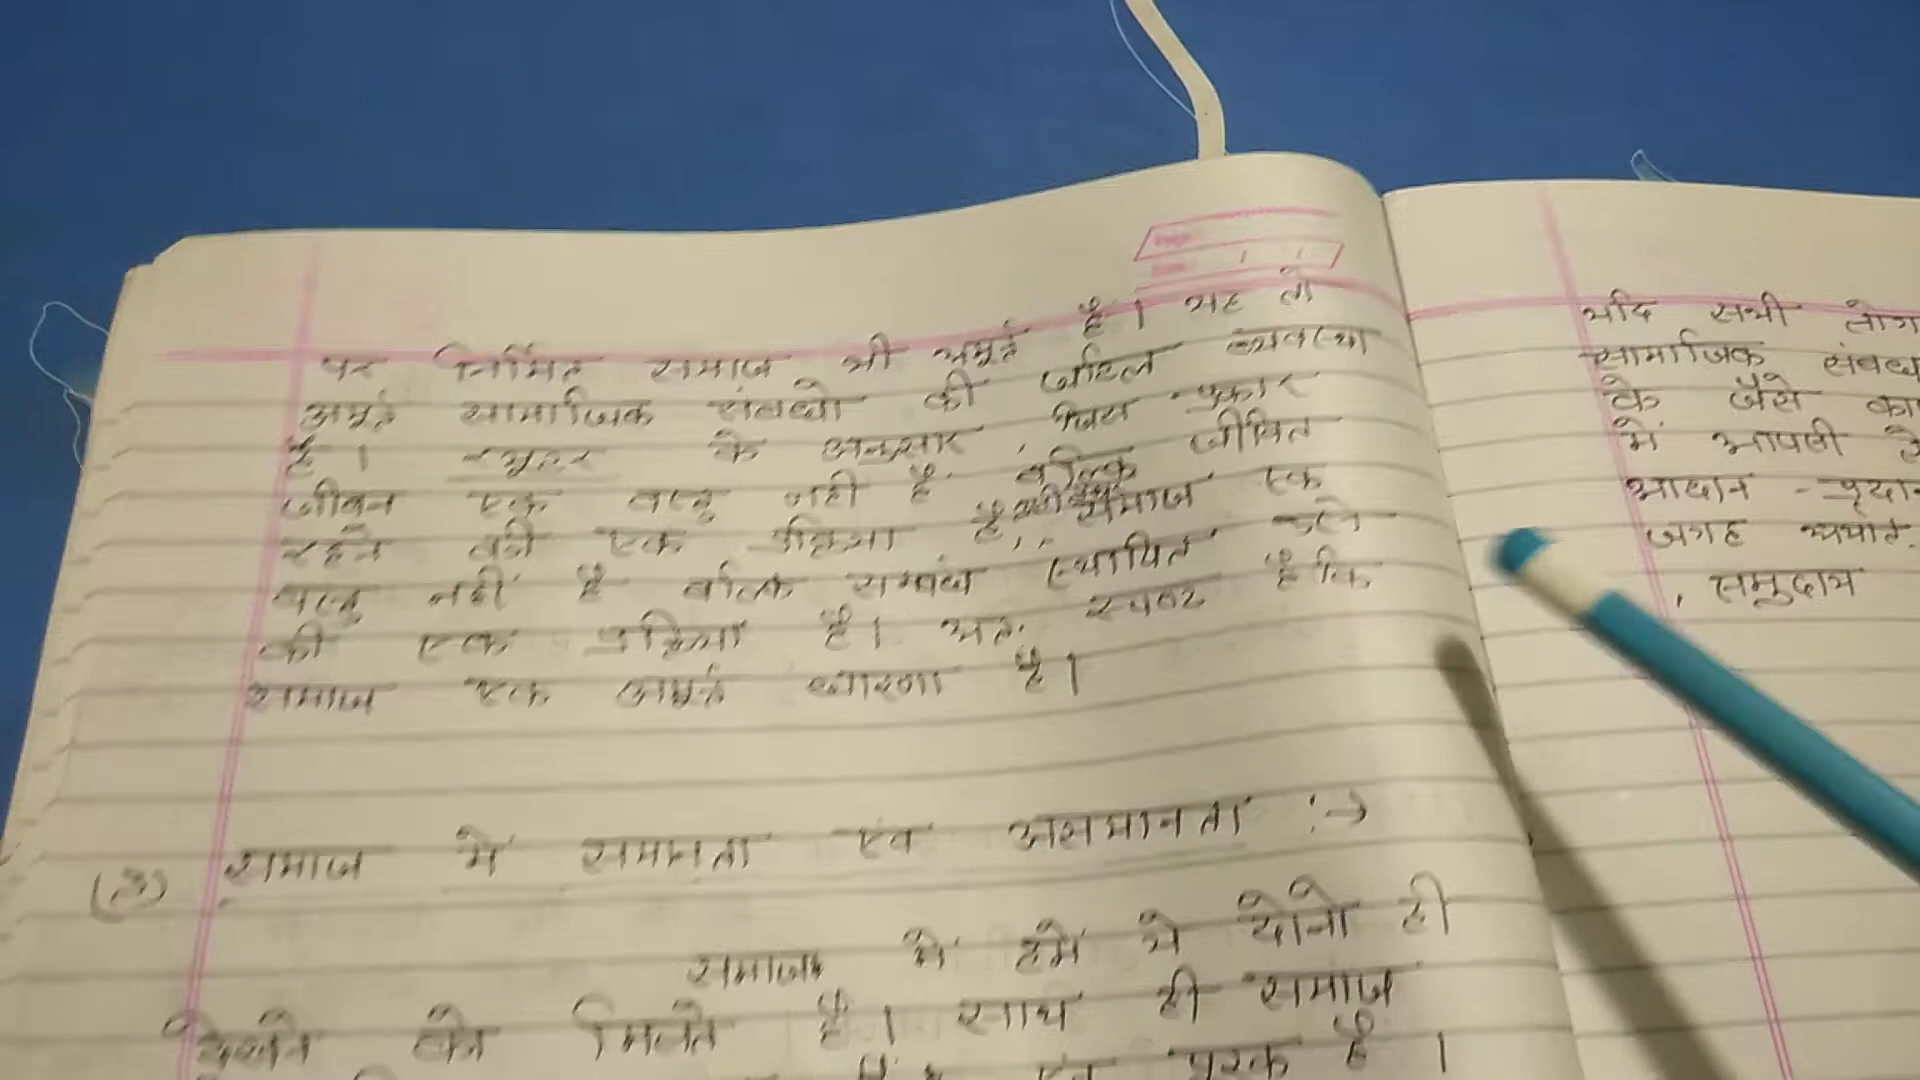 पर निर्मित समाज भी अमूर्त है। यह तो
अमूर्त सामाजिक संबंधो की जटिल व्यवस्था
है। रयूटर के अनुसार, जिस प्रकार
जीवन एक वस्तु नही है बल्कि जीवित
रहने की एक प्रक्रिया है, समाज एक
वस्तु नहीं है बल्कि सम्बंध स्थापित करने
की एक प्रक्रिया है। अतः स्पष्ट है कि
समाज एक अमूर्त धारणा है।
(3) समाज में समानता एवं असमानता :→
समाज में हमें ये दोनो ही
देखने को मिलते है। साथ ही समाज
पूरक है।
यदि सभी लोग
सामाजिक संबंध
के जैसे
में आपसी
आदान-प्रदान
जगह अर्थात
, समुदाय